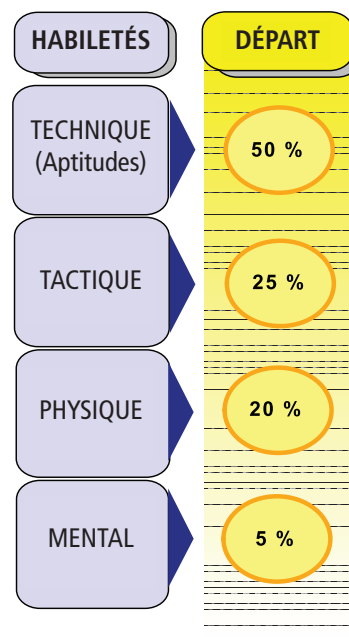 HABILETÉS DÉPART
TECHNIQUE
(Aptitudes)
50 %
TACTIQUE
25 %
PHYSIQUE
20 %
MENTAL
5 %